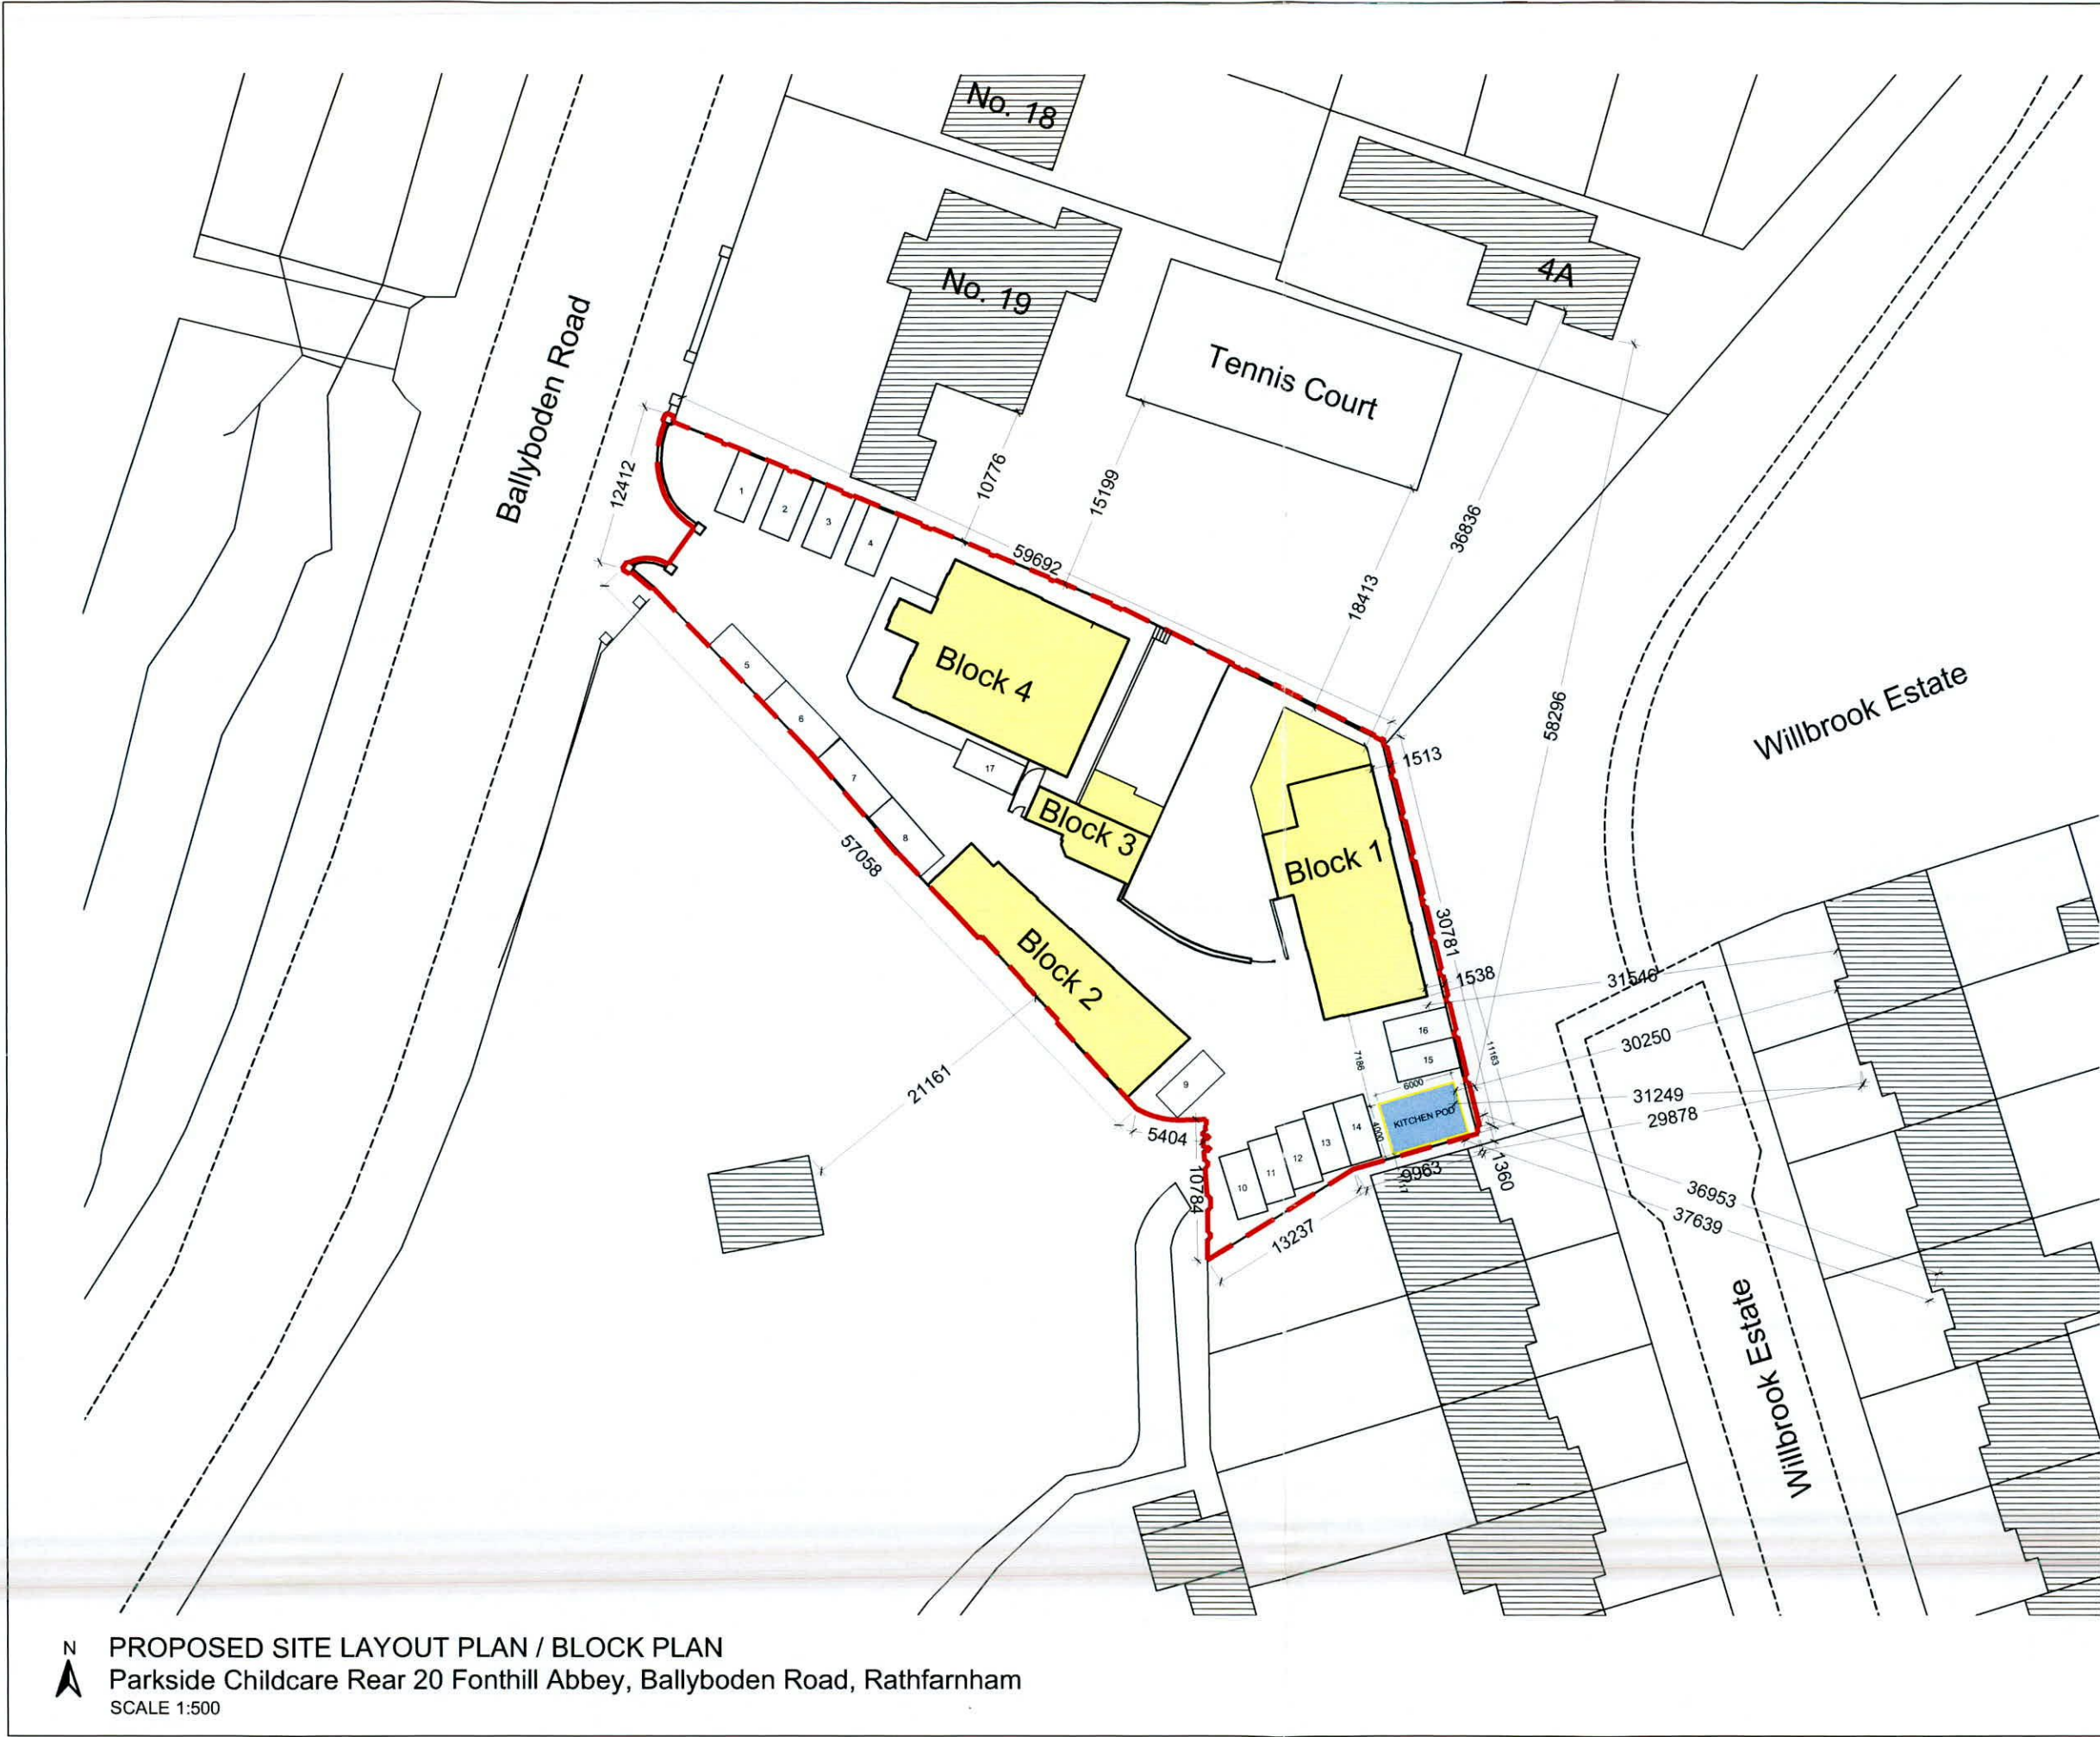 No. 18
No. 19
4A
Tennis Court
Ballyboden Road
12412
10776
15199
36836
59692
18413
58296
1
2
3
4
5
6
7
8
17
Block 4
Block 3
Block 1
Block 2
Willbrook Estate
1513
57058
30781
1538
31546
30250
31249
29878
11163
7186
6000
4000
16
15
KITCHEN POD
21161
9
5404
10784
10
11
12
13
14
9963
1360
13237
36953
37639
Willbrook Estate
N
PROPOSED SITE LAYOUT PLAN / BLOCK PLAN
Parkside Childcare Rear 20 Fonthill Abbey, Ballyboden Road, Rathfarnham
SCALE 1:500